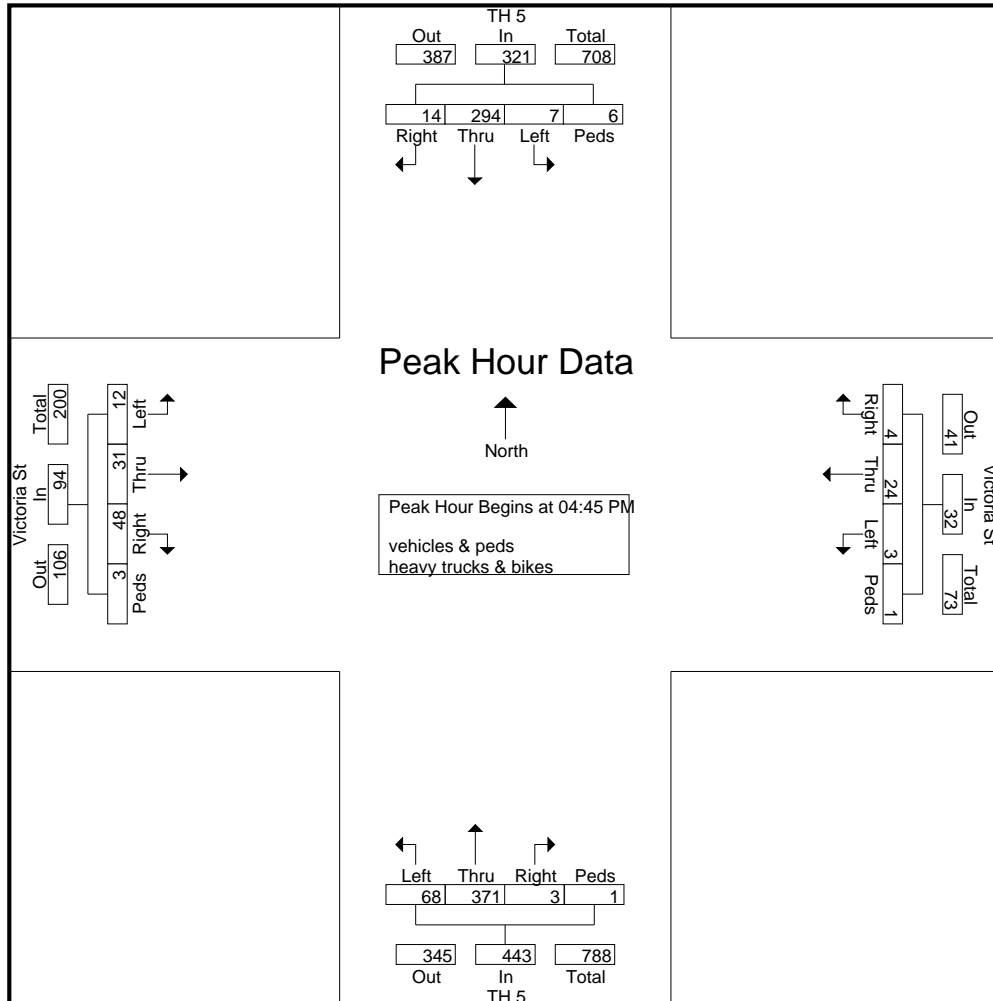 TH 5
Out In Total
387 321 708
14 294 7 6
Right Thru Left Peds
Peak Hour Data
North
Peak Hour Begins at 04:45 PM
vehicles & peds
heavy trucks & bikes
Victoria St
Total In Out
200 94 106
12 31 48 3
Left Thru Right Peds
Right Thru Left Peds
4 24 3 1
Out In Total
41 32 73
Victoria St
Left Thru Right Peds
68 371 3 1
345 443 788
Out In Total
TH 5